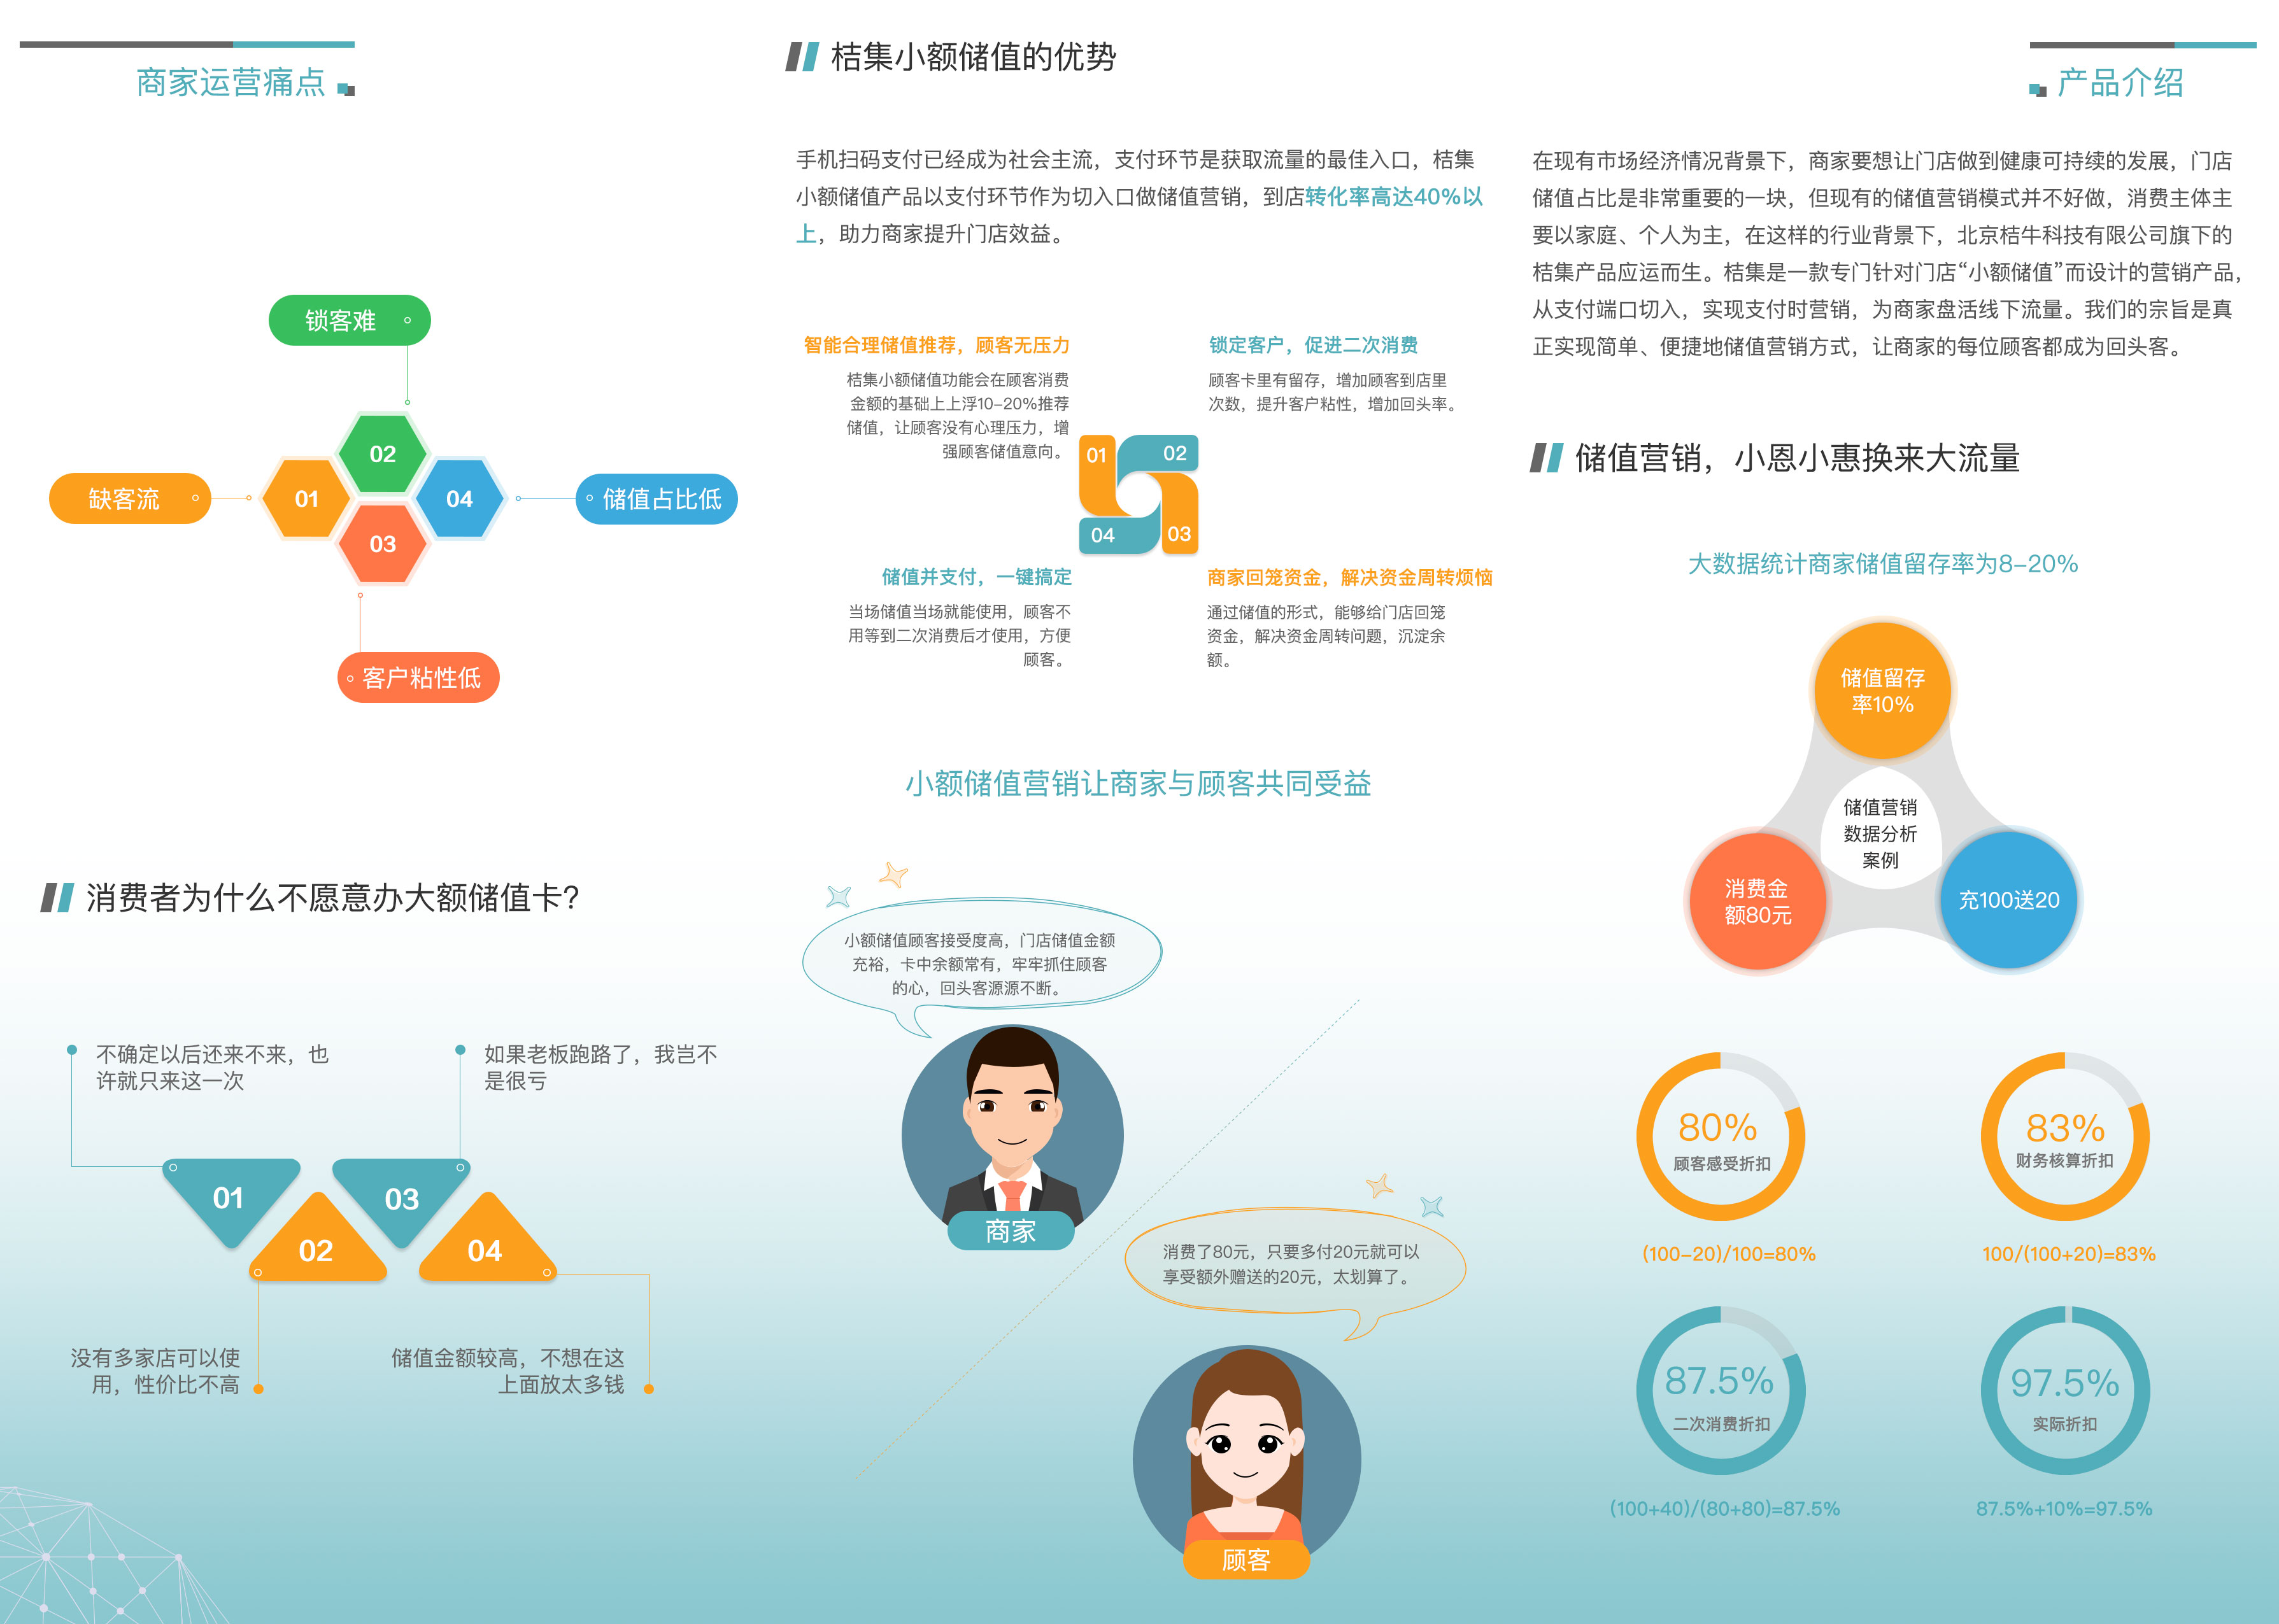 商家运营痛点
锁客难
02
缺客流
01
04
储值占比低
03
客户粘性低
消费者为什么不愿意办大额储值卡?
不确定以后还来不来，也
许就只来这一次
如果老板跑路了，我岂不
是很亏
01
03
02
04
没有多家店可以使
用，性价比不高
储值金额较高，不想在这
上面放太多钱
桔集小额储值的优势
手机扫码支付已经成为社会主流，支付环节是获取流量的最佳入口，桔集
小额储值产品以支付环节作为切入口做储值营销，到店转化率高达40%以
上，助力商家提升门店效益。
智能合理储值推荐，顾客无压力
桔集小额储值功能会在顾客消费
金额的基础上上浮10-20%推荐
储值，让顾客没有心理压力，增
强顾客储值意向。
锁定客户，促进二次消费
顾客卡里有留存，增加顾客到店里
次数，提升客户粘性，增加回头率。
01
02
04
03
储值并支付，一键搞定
当场储值当场就能使用，顾客不
用等到二次消费后才使用，方便
顾客。
商家回笼资金，解决资金周转烦恼
通过储值的形式，能够给门店回笼
资金，解决资金周转问题，沉淀余
额。
小额储值营销让商家与顾客共同受益
小额储值顾客接受度高，门店储值金额
充裕，卡中余额常有，牢牢抓住顾客
的心，回头客源源不断。
商家
消费了80元，只要多付20元就可以
享受额外赠送的20元，太划算了。
顾客
产品介绍
在现有市场经济情况背景下，商家要想让门店做到健康可持续的发展，门店
储值占比是非常重要的一块，但现有的储值营销模式并不好做，消费主体主
要以家庭、个人为主，在这样的行业背景下，北京桔牛科技有限公司旗下的
桔集产品应运而生。桔集是一款专门针对门店“小额储值”而设计的营销产品，
从支付端口切入，实现支付时营销，为商家盘活线下流量。我们的宗旨是真
正实现简单、便捷地储值营销方式，让商家的每位顾客都成为回头客。
储值营销，小恩小惠换来大流量
大数据统计商家储值留存率为8-20%
储值留存
率10%
储值营销
数据分析
案例
消费金
额80元
充100送20
80%
顾客感受折扣
(100-20)/100=80%
83%
财务核算折扣
100/(100+20)=83%
87.5%
二次消费折扣
(100+40)/(80+80)=87.5%
97.5%
实际折扣
87.5%+10%=97.5%